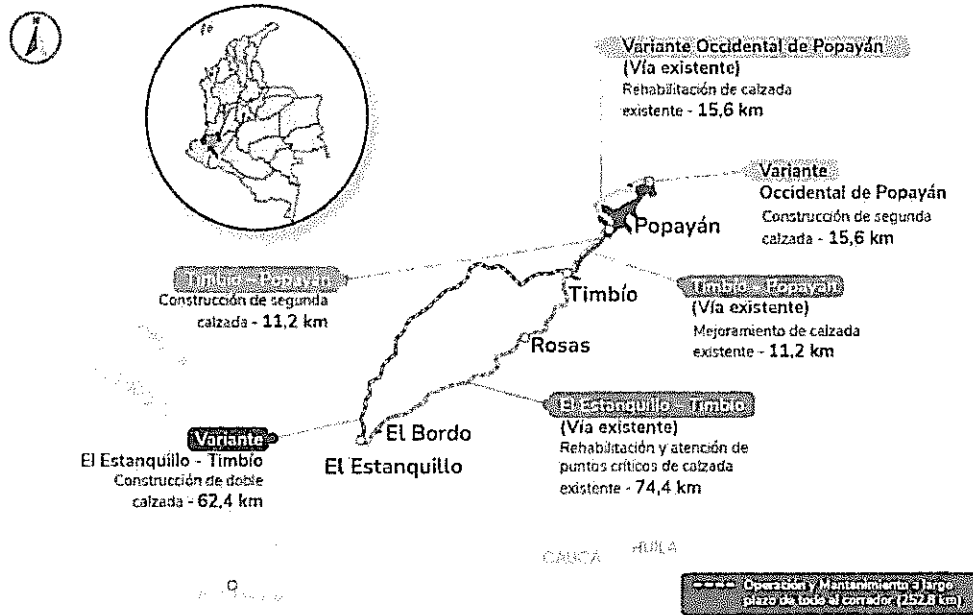 N
Variante Occidental de Popayán
(Vía existente)
Rehabilitación de calzada
existente - 15,6 km
Variante
Occidental de Popayán
Construcción de segunda
calzada - 15,6 km
Popayán
Timbío - Popayán
Construcción de segunda
calzada - 11,2 km
Timbío
Timbío - Popayán
(Vía existente)
Mejoramiento de calzada
existente - 11,2 km
Rosas
El Estanquillo - Timbío
(Vía existente)
Rehabilitación y atención de
puntos críticos de calzada
existente - 74,4 km
El Bordo
El Estanquillo
Variante
El Estanquillo - Timbío
Construcción de doble
calzada - 62,4 km
CAUCA
HUILA
Operación y Mantenimiento a largo
plazo de todo el corredor (252,8 km)